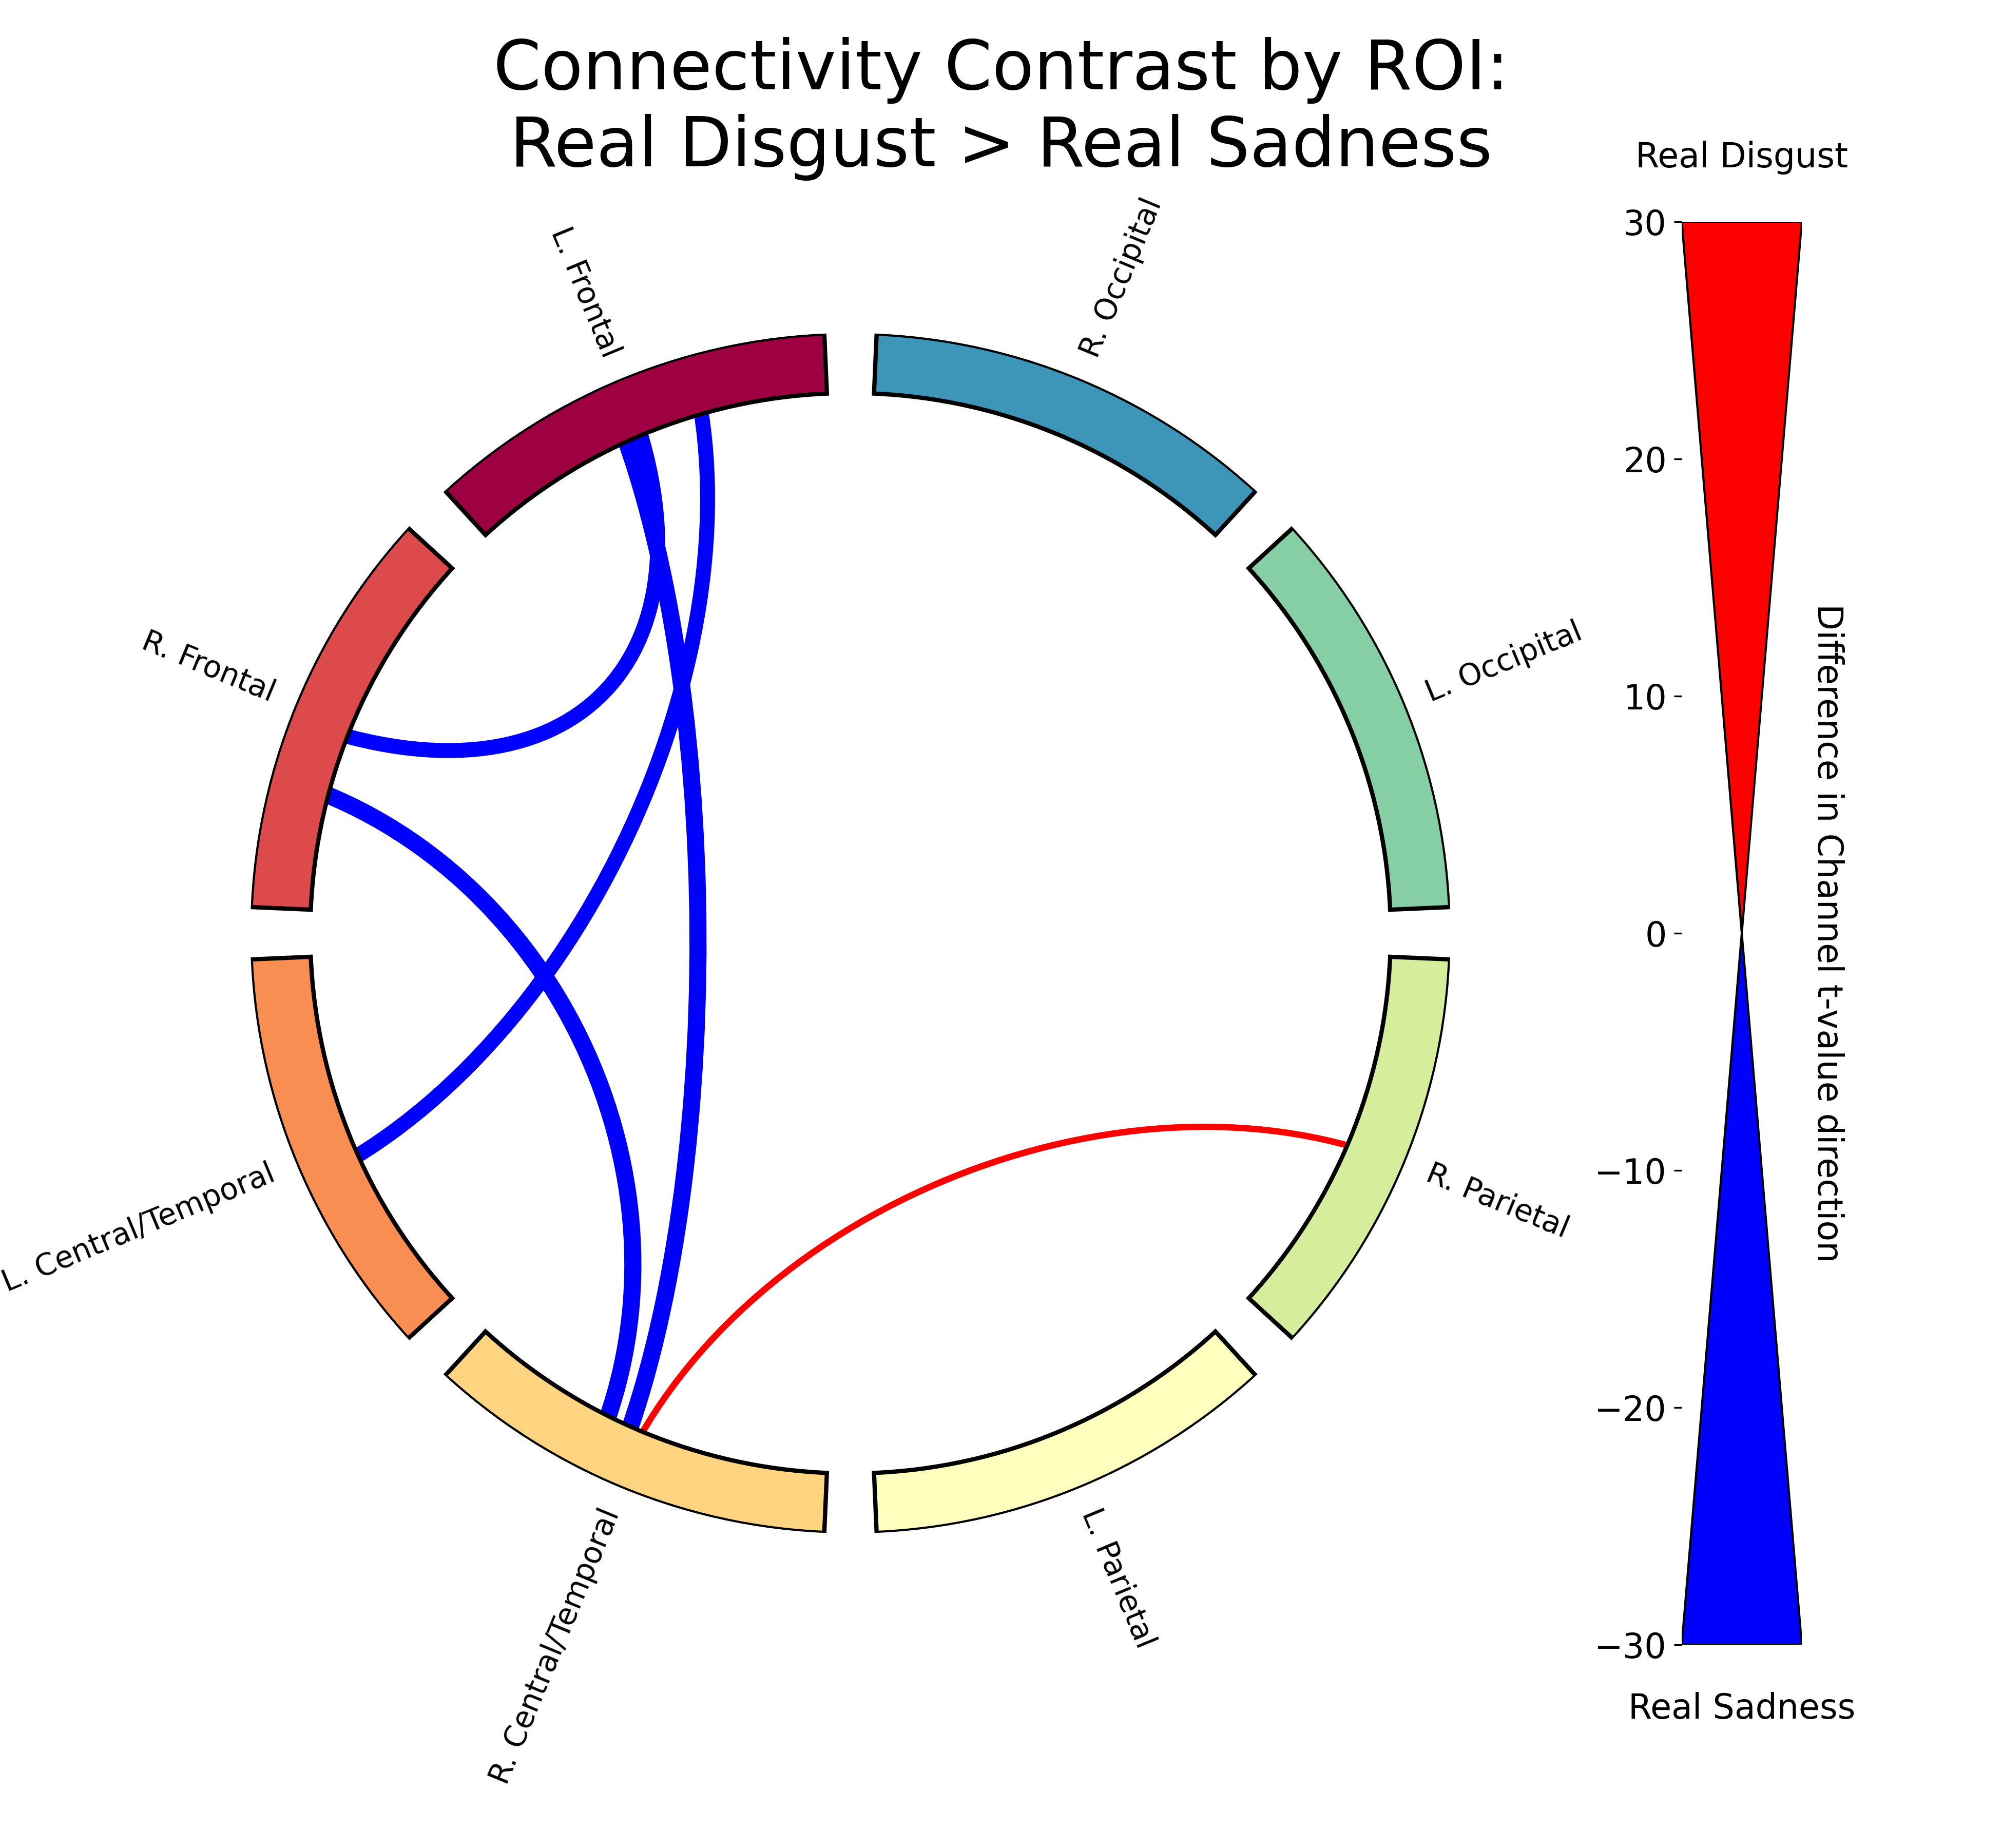 Connectivity Contrast by ROI:
Real Disgust > Real Sadness
L. Frontal
R. Occipital
R. Frontal
L. Occipital
L. Central/Temporal
R. Parietal
R. Central/Temporal
L. Parietal
Real Disgust
30
20
10
0
−10
−20
−30
Difference in Channel t-value direction
Real Sadness